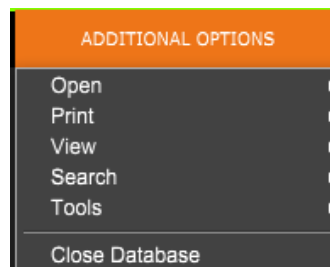 ADDITIONAL OPTIONS
Open
Print
View
Search
Tools
Close Database